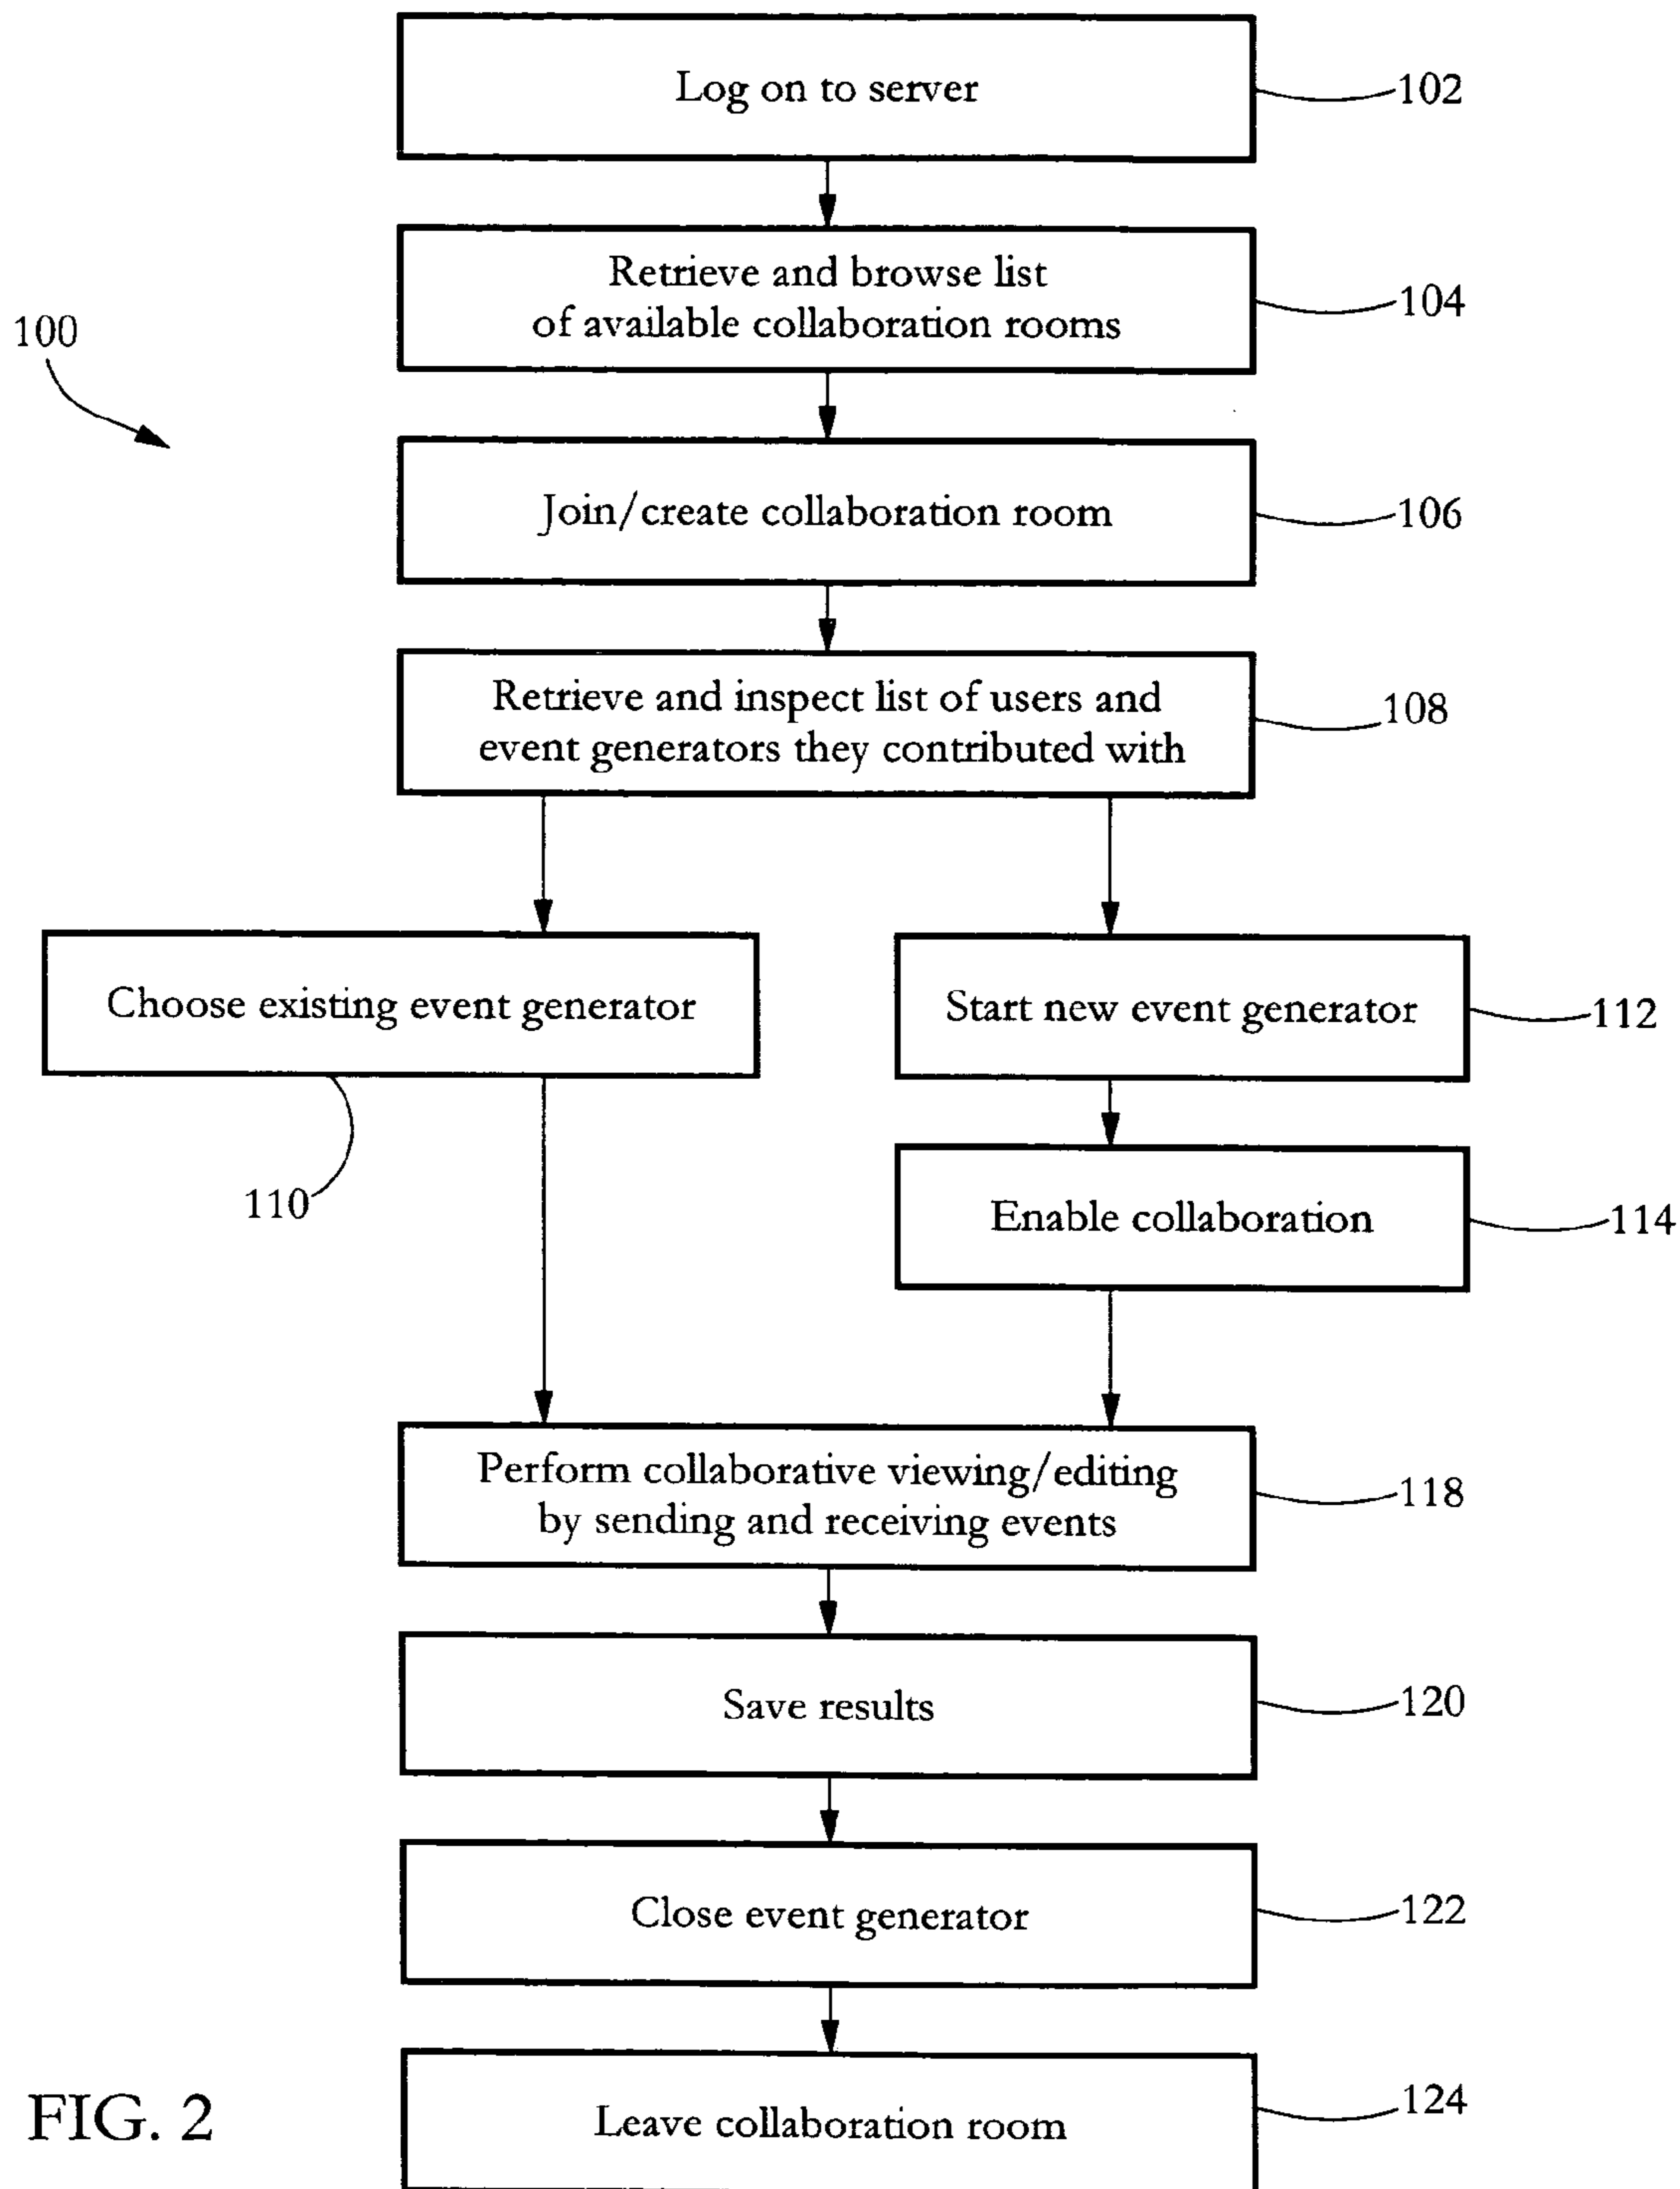 Log on to server
102
Retrieve and browse list
of available collaboration rooms
104
100
Join/create collaboration room
106
Retrieve and inspect list of users and
event generators they contributed with
108
Choose existing event generator
110
Start new event generator
112
Enable collaboration
114
Perform collaborative viewing/editing
by sending and receiving events
118
Save results
120
Close event generator
122
Leave collaboration room
124
FIG. 2